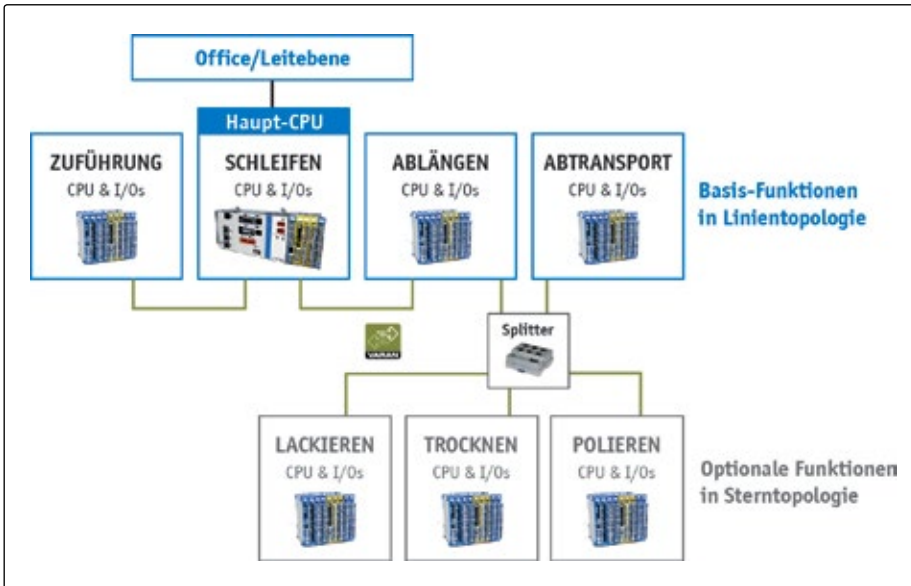 Office/Leitebene
Haupt-CPU
ZUFÜHRUNG
CPU & I/Os
SCHLEIFEN
CPU & I/Os
ABLÄNGEN
CPU & I/Os
ABTRANSPORT
CPU & I/Os
Basis-Funktionen
in Linientopologie
Splitter
VARAN
LACKIEREN
CPU & I/Os
TROCKNEN
CPU & I/Os
POLIEREN
CPU & I/Os
Optionale Funktionen
in Sterntopologie